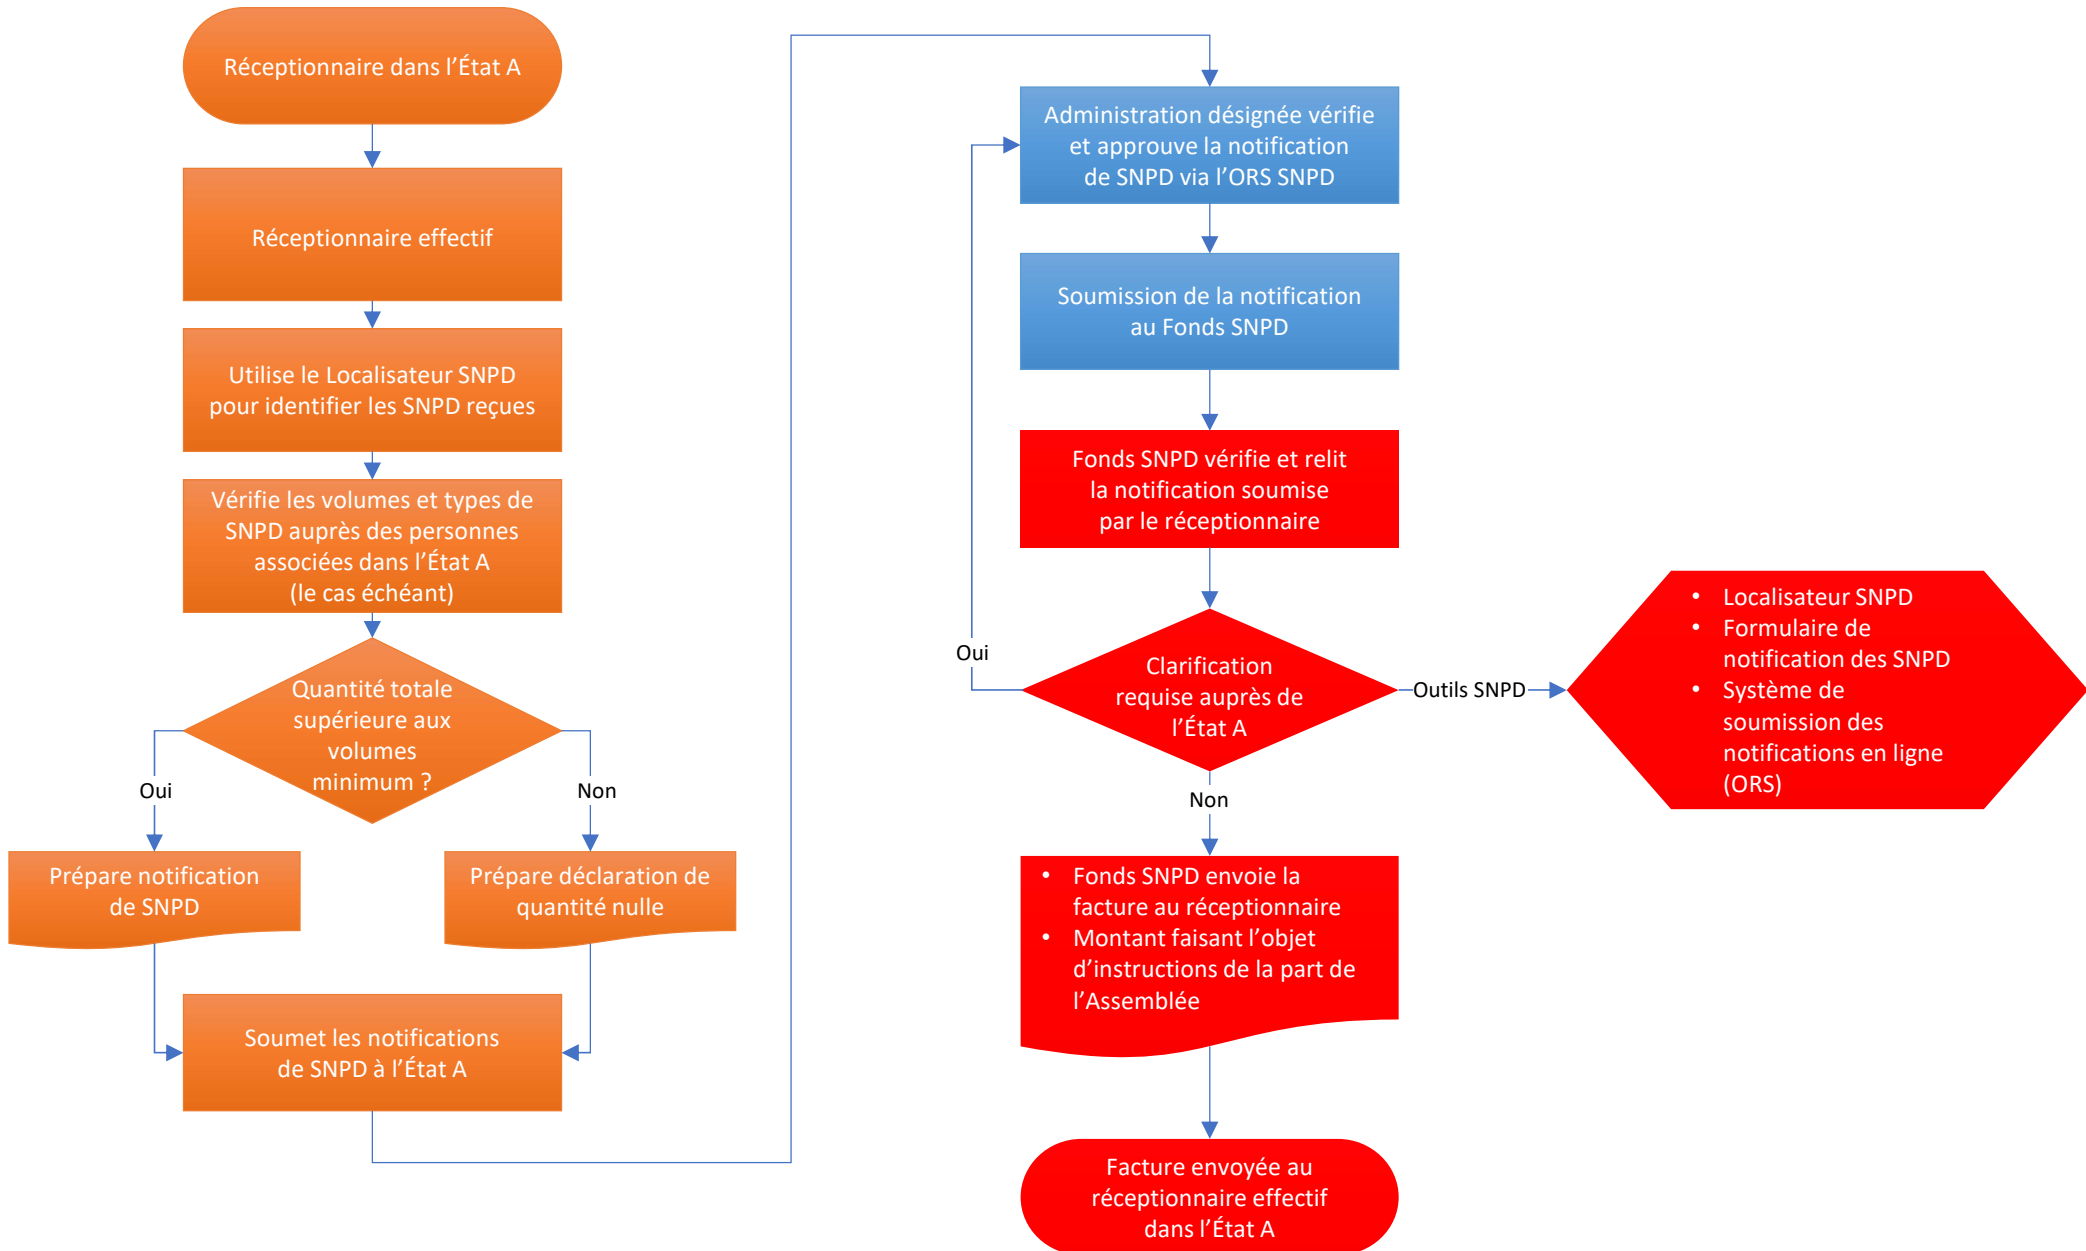 Réceptionnaire dans l’État A
Réceptionnaire effectif
Utilise le Localisateur SNPD
pour identifier les SNPD reçues
Vérifie les volumes et types de
SNPD auprès des personnes
associées dans l’État A
(le cas échéant)
Quantité totale
supérieure aux
volumes
minimum ?
Oui
Non
Prépare notification
de SNPD
Prépare déclaration de
quantité nulle
Soumet les notifications
de SNPD à l’État A
Administration désignée vérifie
et approuve la notification
de SNPD via l’ORS SNPD
Soumission de la notification
au Fonds SNPD
Fonds SNPD vérifie et relit
la notification soumise
par le réceptionnaire
Clarification
requise auprès de
l’État A
Oui
Outils SNPD
• Localisateur SNPD
• Formulaire de
notification des SNPD
• Système de
soumission des
notifications en ligne
(ORS)
Non
• Fonds SNPD envoie la
facture au réceptionnaire
• Montant faisant l’objet
d’instructions de la part de
l’Assemblée
Facture envoyée au
réceptionnaire effectif
dans l’État A